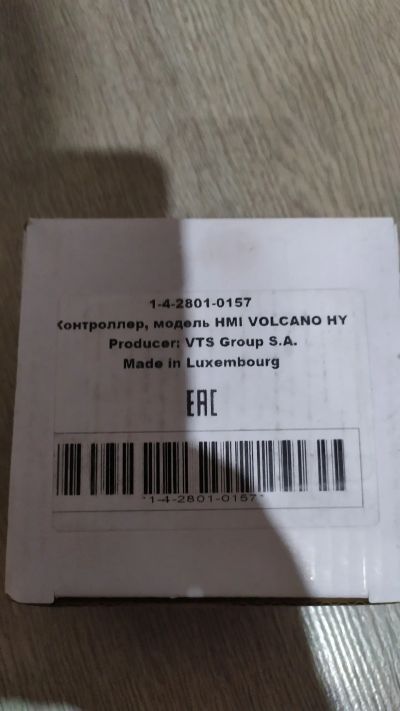 1-4-2801-0157
Контроллер, модель HMI VOLCANO HY
Producer: VTS Group S.A.
Made in Luxembourg
EAC
*1-4-2801-0157*